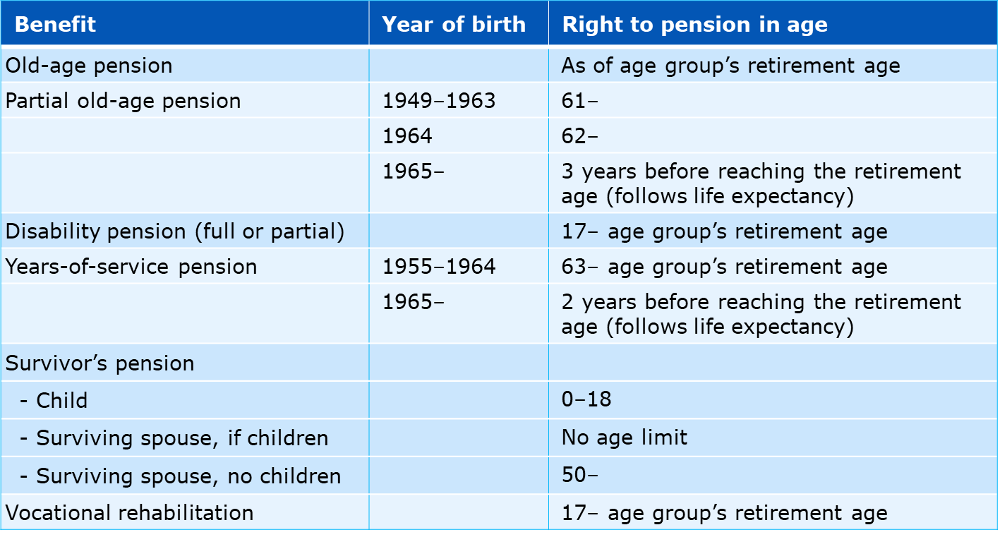 Benefit Year of birth Right to pension in age
Old-age pension As of age group’s retirement age
Partial old-age pension 1949–1963 61–
1964 62–
1965– 3 years before reaching the retirement
age (follows life expectancy)
Disability pension (full or partial) 17– age group’s retirement age
Years-of-service pension 1955–1964 63– age group’s retirement age
1965– 2 years before reaching the retirement
age (follows life expectancy)
Survivor’s pension
- Child 0–18
- Surviving spouse, if children No age limit
- Surviving spouse, no children 50–
Vocational rehabilitation 17– age group’s retirement age